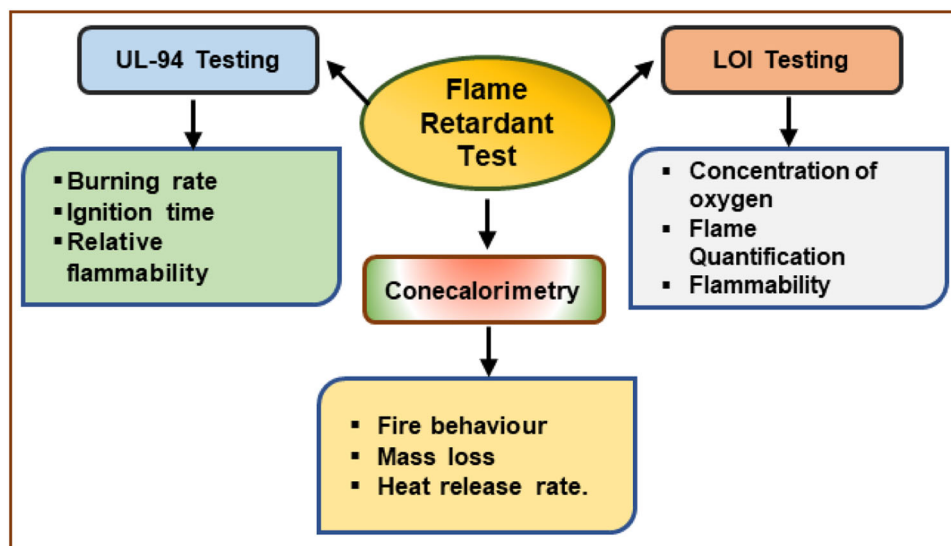 UL-94 Testing
Flame
Retardant
Test
LOI Testing
▪Burning rate
▪Ignition time
▪Relative
flammability
▪ Concentration of
oxygen
▪ Flame
Quantification
▪ Flammability
Conecalorimetry
▪ Fire behaviour
▪ Mass loss
▪ Heat release rate.